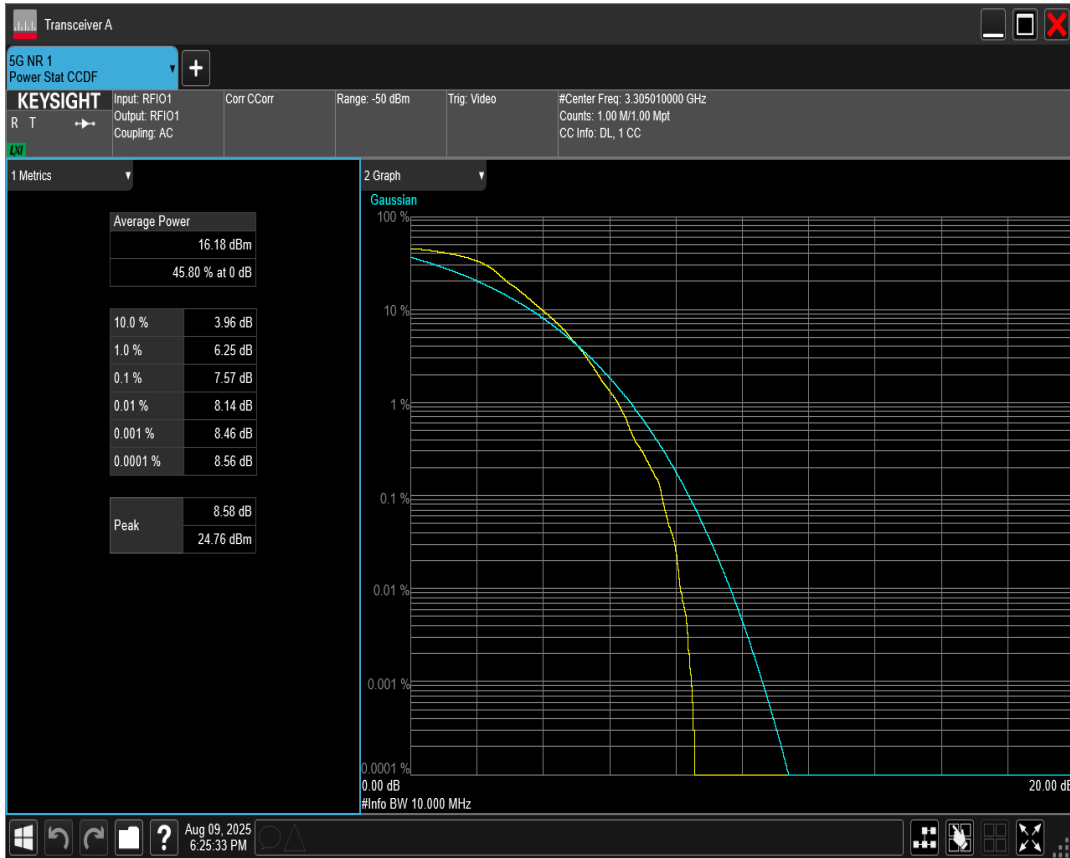 Transceiver A
5G NR 1
Power Stat CCDF
+
KEYSIGHT
R T
LXI
Input: RFIO1
Output: RFIO1
Coupling: AC
Corr CCorr
Range: -50 dBm
Trig: Video
#Center Freq: 3.305010000 GHz
Counts: 1.00 M/1.00 Mpt
CC Info: DL, 1 CC
1 Metrics
Average Power
16.18 dBm
45.80 % at 0 dB
10.0 % 3.96 dB
1.0 % 6.25 dB
0.1 % 7.57 dB
0.01 % 8.14 dB
0.001 % 8.46 dB
0.0001 % 8.56 dB
Peak
8.58 dB
24.76 dBm
2 Graph
Gaussian
100 %
10 %
1 %
0.1 %
0.01 %
0.001 %
0.0001 %
0.00 dB 20.00 dB
#Info BW 10.000 MHz
?
Aug 09, 2025
6:25:33 PM